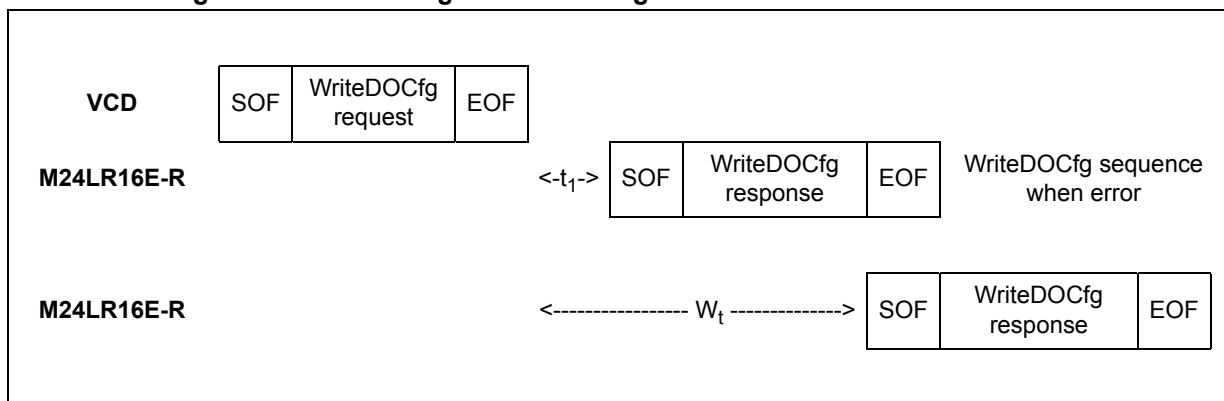 VCD SOF WriteDOCfg request EOF
M24LR16E-R <-t1-> SOF WriteDOCfg response EOF WriteDOCfg sequence when error
M24LR16E-R <----------------- Wt --------------> SOF WriteDOCfg response EOF